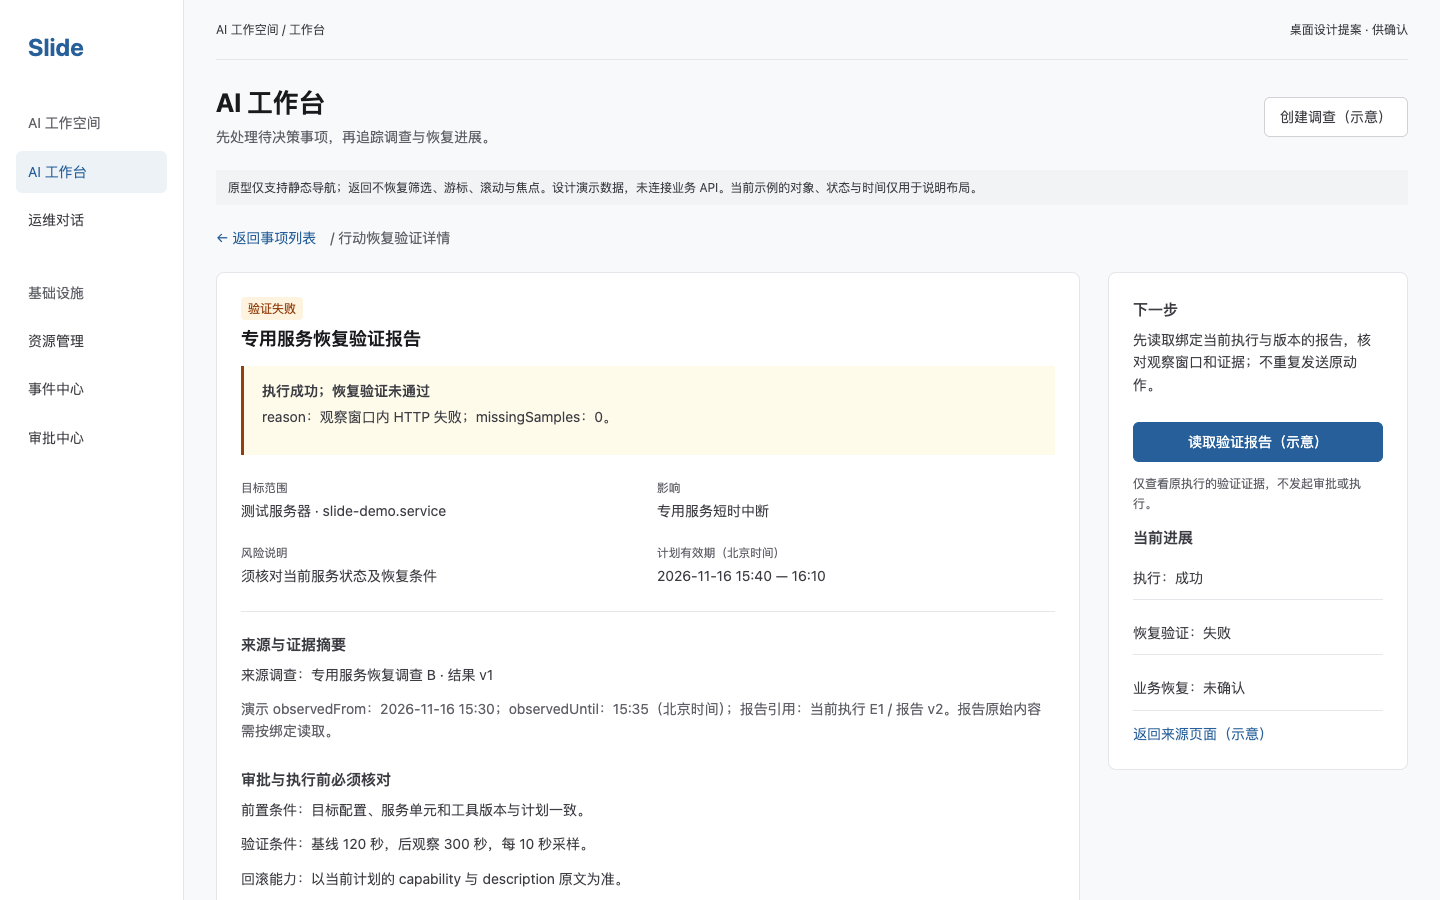 Slide
AI 工作空间
AI 工作台
运维对话
基础设施
资源管理
事件中心
审批中心
AI 工作空间 / 工作台
桌面设计提案 · 供确认
AI 工作台
先处理待决策事项，再追踪调查与恢复进展。
创建调查（示意）
原型仅支持静态导航；返回不恢复筛选、游标、滚动与焦点。设计演示数据，未连接业务 API。当前示例的对象、状态与时间仅用于说明布局。
← 返回事项列表 / 行动恢复验证详情
验证失败
专用服务恢复验证报告
执行成功；恢复验证未通过
reason：观察窗口内 HTTP 失败；missingSamples：0。
目标范围
测试服务器 · slide-demo.service
影响
专用服务短时中断
风险说明
须核对当前服务状态及恢复条件
计划有效期（北京时间）
2026-11-16 15:40 — 16:10
来源与证据摘要
来源调查：专用服务恢复调查 B · 结果 v1
演示 observedFrom：2026-11-16 15:30；observedUntil：15:35（北京时间）；报告引用：当前执行 E1 / 报告 v2。报告原始内容
需按绑定读取。
审批与执行前必须核对
前置条件：目标配置、服务单元和工具版本与计划一致。
验证条件：基线 120 秒，后观察 300 秒，每 10 秒采样。
回滚能力：以当前计划的 capability 与 description 原文为准。
下一步
先读取绑定当前执行与版本的报告，核
对观察窗口和证据；不重复发送原动
作。
读取验证报告（示意）
仅查看原执行的验证证据，不发起审批或执
行。
当前进展
执行：成功
恢复验证：失败
业务恢复：未确认
返回来源页面（示意）